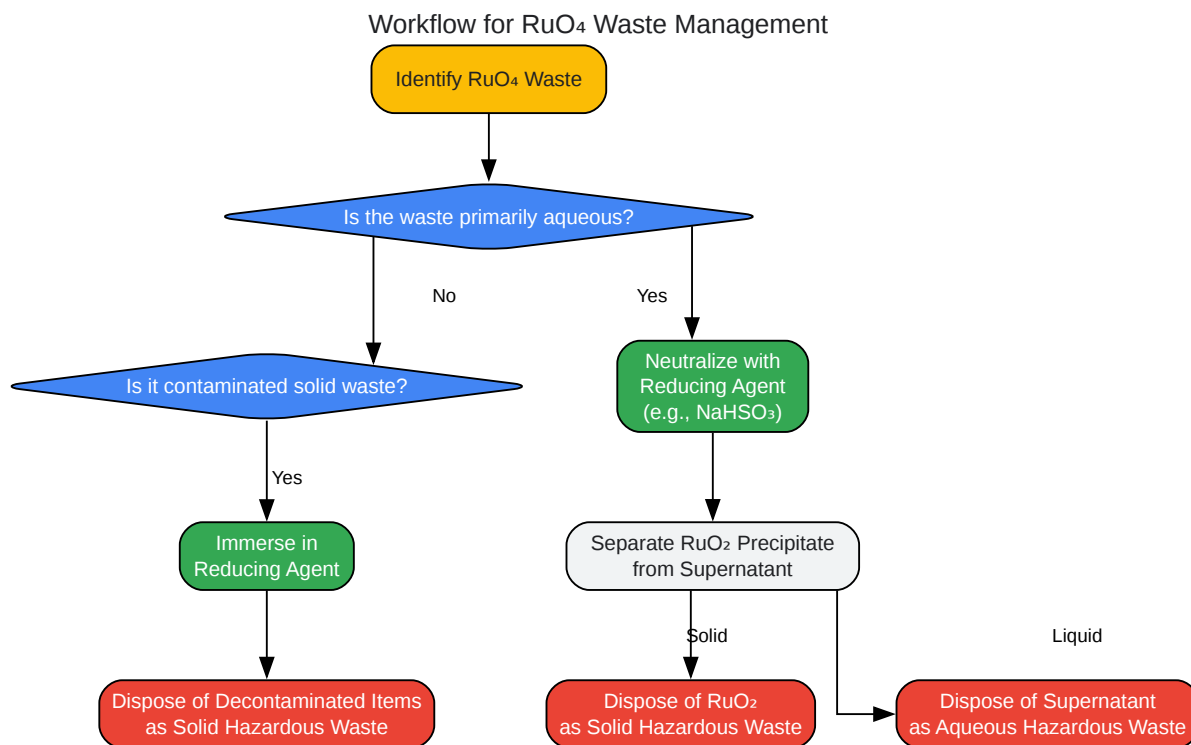 Workflow for RuO₄ Waste Management
Identify RuO₄ Waste
Is the waste primarily aqueous?
No
Yes
Is it contaminated solid waste?
Neutralize with
Reducing Agent
(e.g., NaHSO₃)
Yes
Immerse in
Reducing Agent
Separate RuO₂ Precipitate
from Supernatant
Solid
Liquid
Dispose of Decontaminated Items
as Solid Hazardous Waste
Dispose of RuO₂
as Solid Hazardous Waste
Dispose of Supernatant
as Aqueous Hazardous Waste